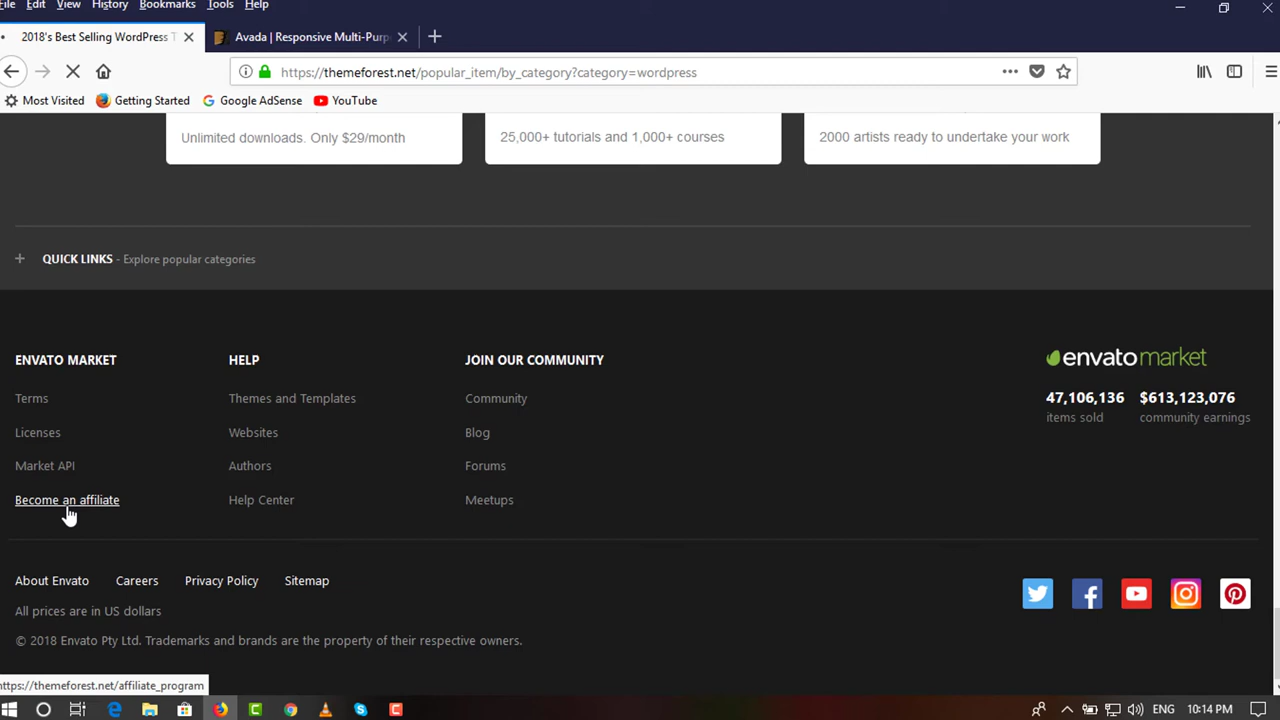 File Edit View History Bookmarks Tools Help
2018's Best Selling WordPress T
Avada | Responsive Multi-Purp
https://themeforest.net/popular_item/by_category?category=wordpress
Most Visited Getting Started Google AdSense YouTube
Unlimited downloads. Only $29/month
25,000+ tutorials and 1,000+ courses
2000 artists ready to undertake your work
+ QUICK LINKS - Explore popular categories
ENVATO MARKET
Terms
Licenses
Market API
Become an affiliate
HELP
Themes and Templates
Websites
Authors
Help Center
JOIN OUR COMMUNITY
Community
Blog
Forums
Meetups
envatomarket
47,106,136 $613,123,076
items sold community earnings
About Envato Careers Privacy Policy Sitemap
All prices are in US dollars
© 2018 Envato Pty Ltd. Trademarks and brands are the property of their respective owners.
https://themeforest.net/affiliate_program
ENG 10:14 PM